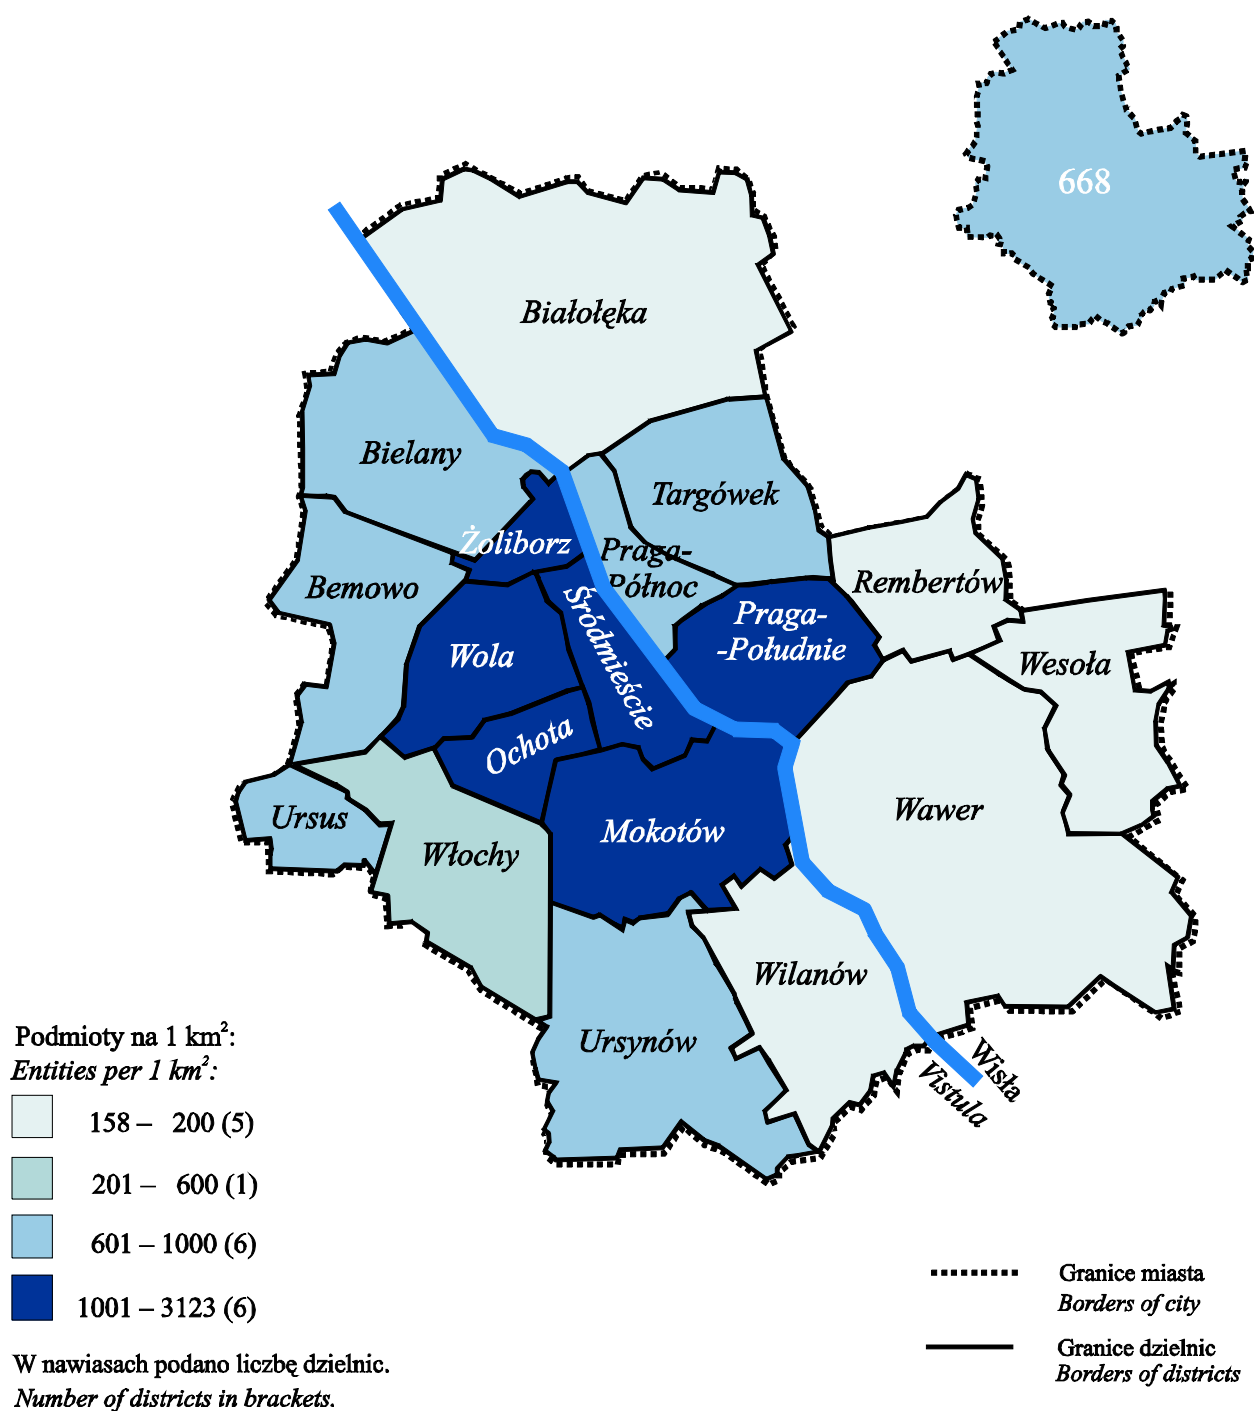 668
Białołęka
Bielany
Targówek
Żoliborz
Praga-
Północ
Rembertów
Bemowo
Praga-
-Południe
Śródmieście
Wola
Wesoła
Ochota
Wawer
Ursus
Mokotów
Włochy
Wilanów
Ursynów
Wisła
Vistula
Podmioty na 1 km²:
Entities per 1 km²:
158 – 200 (5)
201 – 600 (1)
601 – 1000 (6)
1001 – 3123 (6)
W nawiasach podano liczbę dzielnic.
Number of districts in brackets.
Granice miasta
Borders of city
Granice dzielnic
Borders of districts